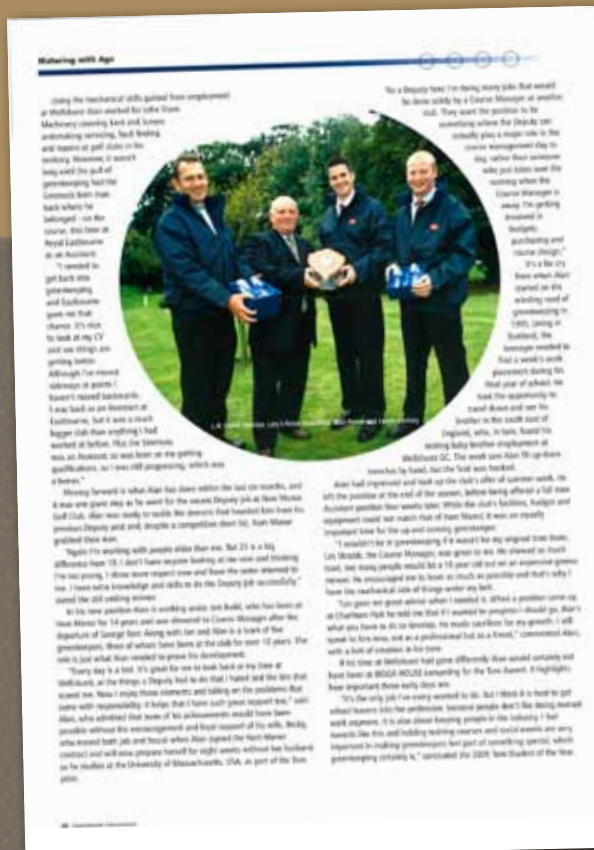 Maturing with Age
Using the mechanical skills gained from employment
at Wellshurst Alan worked for Lollie Stone
Machinery covering Kent and Sussex
undertaking servicing, fault finding
and repairs at golf clubs in his
territory. However, it wasn't
long until the pull of
greenkeeping had the
Greenock born man
back where he
belonged - on the
course, this time at
Royal Eastbourne
as an Assistant.
"I needed to
get back into
greenkeeping
and Eastbourne
gave me that
chance. It's nice
to look at my CV
and see things are
getting better.
Although I've moved
sideways at points I
haven't moved backwards.
I was back as an Assistant at
Eastbourne, but it was a much
bigger club than anything I had
worked at before. Plus the
was an Assistant, so was keen on me getting
qualifications, so I was still progressing, which was
a bonus."
Moving forward is what Alan has done within the last six months, and
it was one giant step as he went for the vacant Deputy job at
Golf Club. Alan was ready to tackle the demons that haunted him from his
previous Deputy post and, despite a competitive short list, Manor
grabbed their man.
"Again I'm working with people older than me. But 25 is a big
difference from 19. I don't have anyone looking at me now and thinking
I'm too young. I show more respect now and have the same returned to
me. I have extra knowledge and skills to do the Deputy job successfully,"
stated the still smiling winner.
In his new position Alan is working under Jon Budd, who has been at
Manor for 14 years and was elevated to Course Manager after the
departure of George Barr. Along with Jon and Alan is a team of five
greenkeepers, three of whom have been at the club for over 10 years. The
role is just what Alan needed to prove his development.
"Every day is a test. It's great for me to look back at my time at
Wellshurst, at the things a Deputy had to do that I hated and the bits that
scared me. Now I enjoy those moments and taking on the problems that
come with responsibility. It helps that I have such great support too," said
Alan, who admitted that none of his achievements would have been
possible without the encouragement and loyal support of his wife, Becky,
who moved both job and house when Alan signed the Manor
contract and will now prepare herself for eight weeks without her husband
as he studies at the University of Massachusetts, USA, as part of the Toro
prize.
"As a Deputy here I'm doing many jobs that would
be done solely by a Course Manager at another
club. They want the position to be
something where the Deputy can
actually play a major role in the
course management day to
day, rather than someone
who just takes over the
running when the
Course Manager is
away. I'm getting
involved in
budgets,
purchasing and
course design."
It's a far cry
from when Alan
started on the
winding road of
greenkeeping in
1995. Living in
Scotland, the
teenager needed to
find a week's work
placement during his
final year of school. He
took the opportunity to
travel down and see his
brother in the south east of
England, who, in turn, found his
visiting baby brother employment at
Wellshurst GC. The week saw Alan fill up-down
trenches by hand, but the Scot was hooked.
Alan had impressed and took up the club's offer of summer work. He
left the position at the end of the season, before being offered a full time
Assistant position four weeks later. While the club's facilities, budget and
equipment could not match that of Manor, it was an equally
important time for the up and coming greenkeeper.
"I wouldn't be in greenkeeping if it wasn't for my original time there.
Les the Course Manager, was great to me. He showed so much
trust, not many people would let a 16 year old out on an expensive greens
mower. He encouraged me to learn as much as possible and that's why I
have the mechanical side of things under my belt.
"Les gave me great advice when I needed it. When a position came up
at Chartham Park he told me that if I wanted to progress I should go, that's
what you have to do to develop. He made sacrifices for my growth. I still
speak to him now, not as a professional but as a friend," commented Alan,
with a hint of emotion in his tone.
If his time at Wellshurst had gone differently Alan would certainly not
have been at BIGGA HOUSE competing for the Toro Award. It highlights
how important those early days are.
"It's the only job I've every wanted to do. But I think it is hard to get
school leavers into the profession, because people don't like doing manual
work anymore. It is also about keeping people in the industry. I feel
awards like this and holding training courses and social events are very
important in making greenkeepers feel part of something special, which
greenkeeping certainly is," concluded the 2005 Toro Student of the Year.